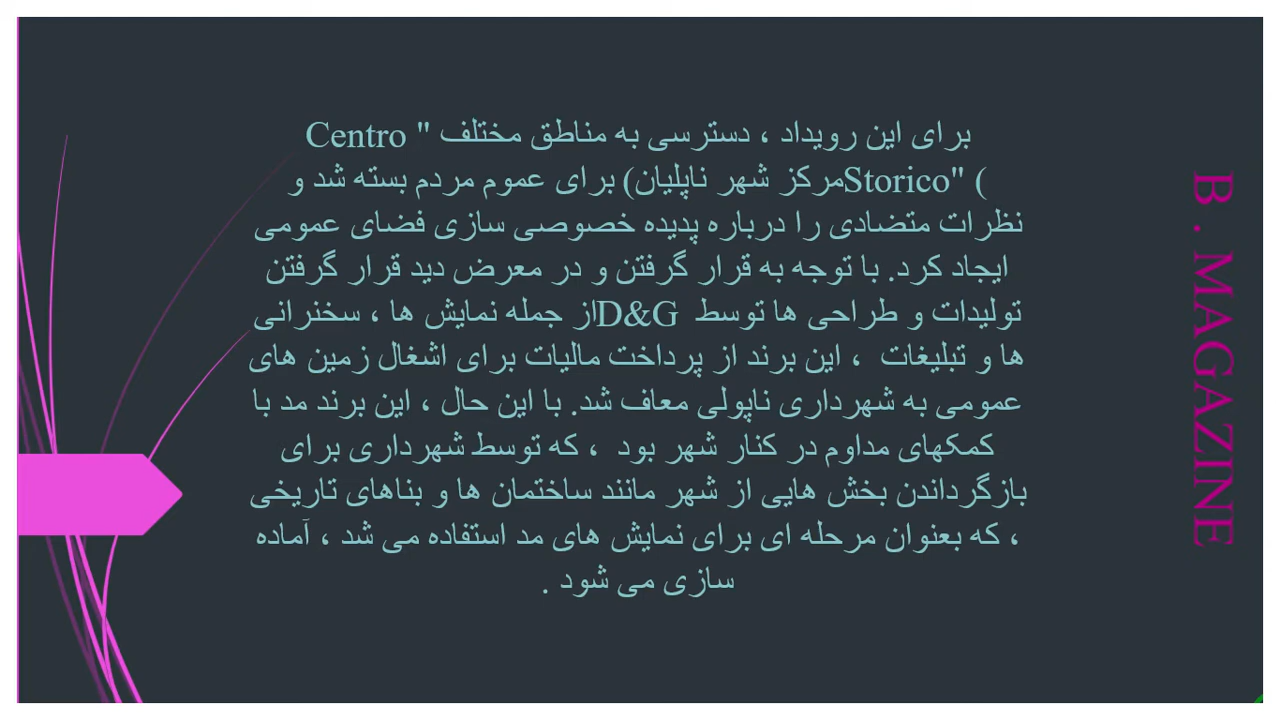 برای این رویداد ، دسترسی به مناطق مختلف " Centro
Storico" (مرکز شهر ناپلیان) برای عموم مردم بسته شد و
نظرات متضادی را درباره پدیده خصوصی سازی فضای عمومی
ایجاد کرد. با توجه به قرار گرفتن و در معرض دید قرار گرفتن
تولیدات و طراحی ها توسط D&G از جمله نمایش ها ، سخنرانی
ها و تبلیغات ، این برند از پرداخت مالیات برای اشغال زمین های
عمومی به شهرداری ناپولی معاف شد. با این حال ، این برند مد با
کمکهای مداوم در کنار شهر بود ، که توسط شهرداری برای
بازگرداندن بخش هایی از شهر مانند ساختمان ها و بناهای تاریخی
، که بعنوان مرحله ای برای نمایش های مد استفاده می شد ، آماده
سازی می شود .
B . MAGAZINE